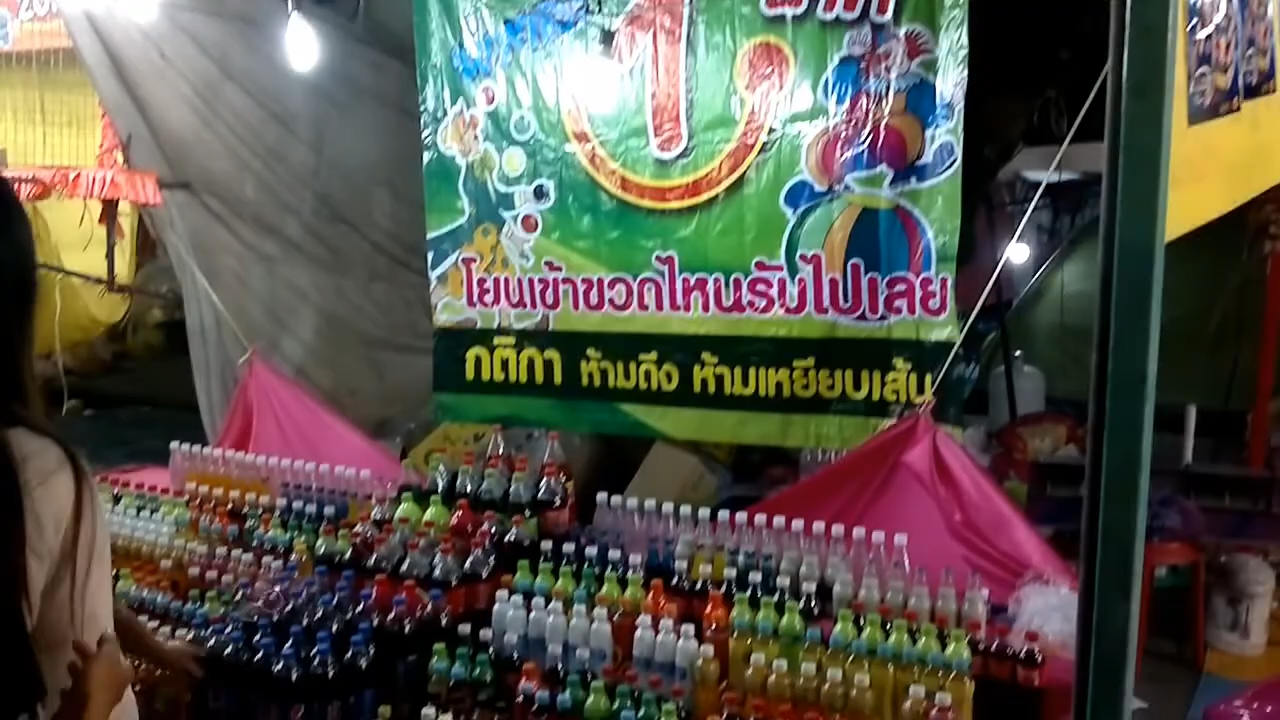 โยนเข้าขวดไหนรับไปเลย
กติกา ห้ามดึง ห้ามเหยียบเส้น